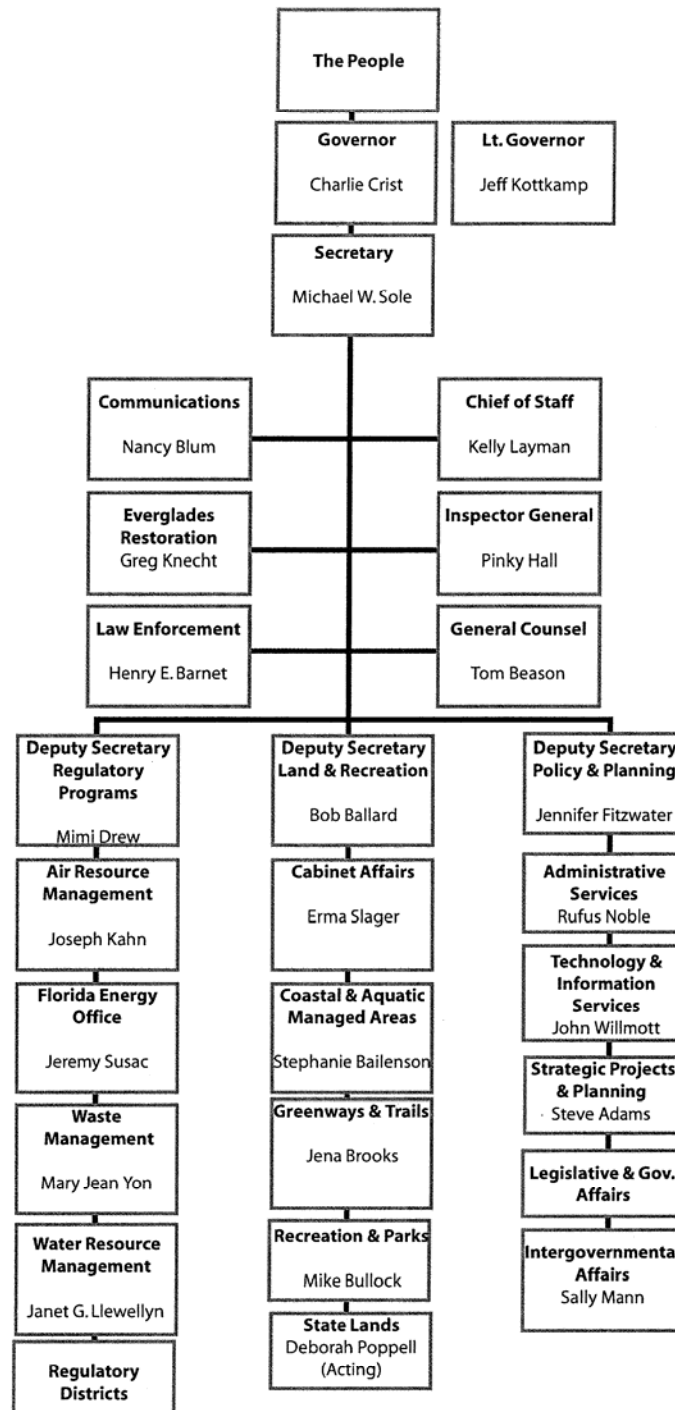 The People
Governor
Charlie Crist
Lt. Governor
Jeff Kottkamp
Secretary
Michael W. Sole
Communications
Nancy Blum
Chief of Staff
Kelly Layman
Everglades
Restoration
Greg Knecht
Inspector General
Pinky Hall
Law Enforcement
Henry E. Barnet
General Counsel
Tom Beason
Deputy Secretary
Regulatory
Programs
Mimi Drew
Air Resource
Management
Joseph Kahn
Florida Energy
Office
Jeremy Susac
Waste
Management
Mary Jean Yon
Water Resource
Management
Janet G. Llewellyn
Regulatory
Districts
Deputy Secretary
Land & Recreation
Bob Ballard
Cabinet Affairs
Erma Slager
Coastal & Aquatic
Managed Areas
Stephanie Bailenson
Greenways & Trails
Jena Brooks
Recreation & Parks
Mike Bullock
State Lands
Deborah Poppell
(Acting)
Deputy Secretary
Policy & Planning
Jennifer Fitzwater
Administrative
Services
Rufus Noble
Technology &
Information
Services
John Willmott
Strategic Projects
& Planning
Steve Adams
Legislative & Gov.
Affairs
Intergovernmenta
Affairs
Sally Mann